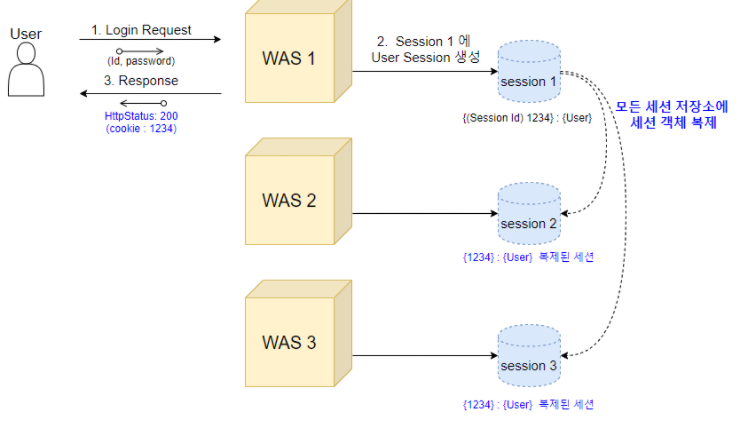 User
1. Login Request
(Id, password)
3. Response
HttpStatus: 200
(cookie : 1234)
WAS 1
2. Session 1 에
User Session 생성
session 1
{(Session Id) 1234} : {User}
모든 세션 저장소에
세션 객체 복제
WAS 2
session 2
{1234} : {User} 복제된 세션
WAS 3
session 3
{1234} : {User} 복제된 세션